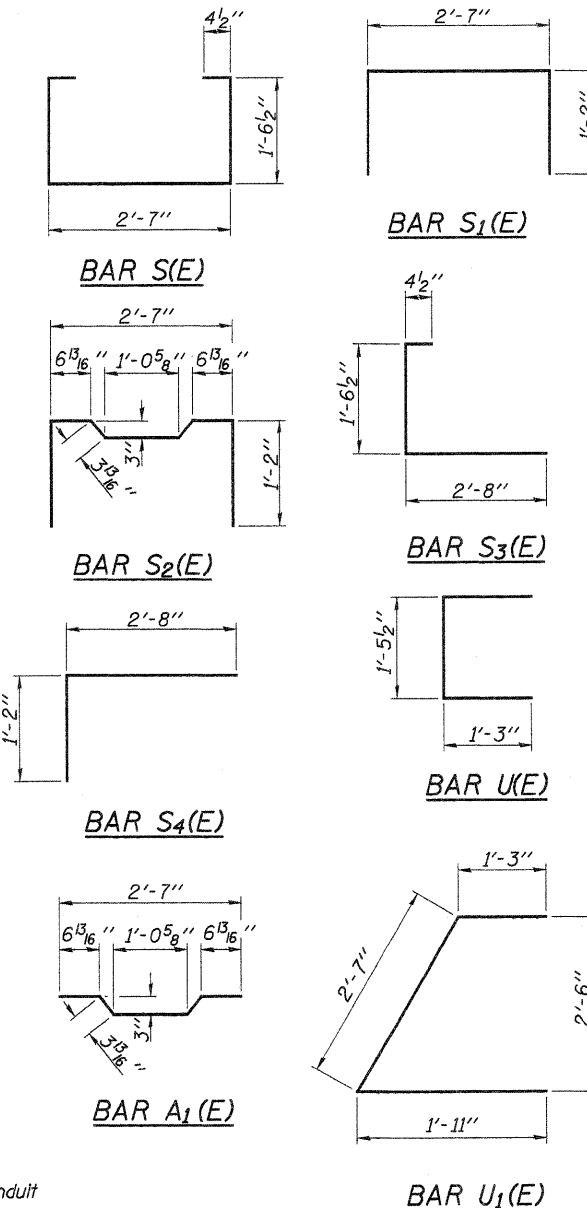 4½"
1'-6½"
2'-7"
BAR S(E)
2'-7"
1'-2"
BAR S1(E)
2'-7"
6 13/16" 1'-0 5/8" 6 13/16"
3 13/16"
3"
1'-2"
BAR S2(E)
4½"
1'-6½"
2'-8"
BAR S3(E)
2'-8"
1'-2"
BAR S4(E)
1'-5½"
1'-3"
BAR U(E)
2'-7"
6 13/16" 1'-0 5/8" 6 13/16"
3 13/16"
3"
BAR A1(E)
1'-3"
2'-7"
2'-6"
1'-11"
BAR U1(E)